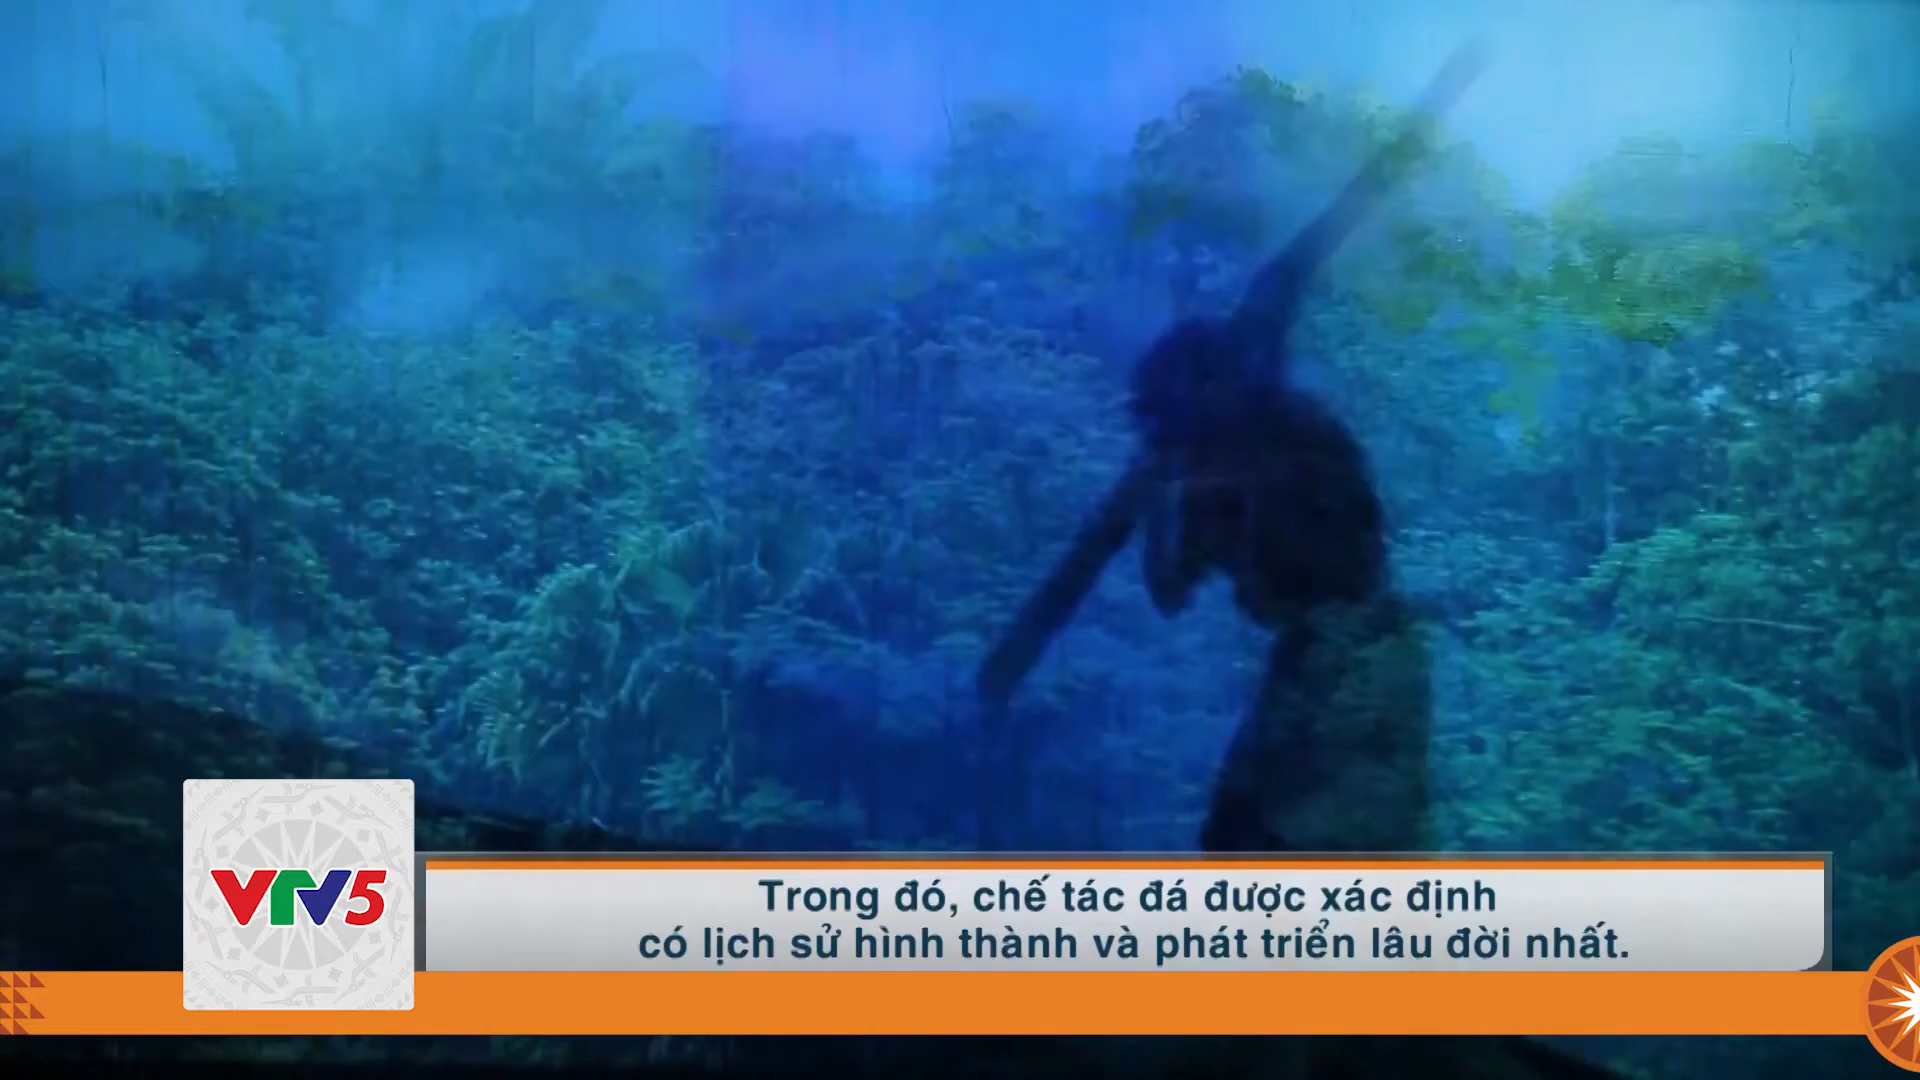 VTV5
Trong đó, chế tác đá được xác định
có lịch sử hình thành và phát triển lâu đời nhất.